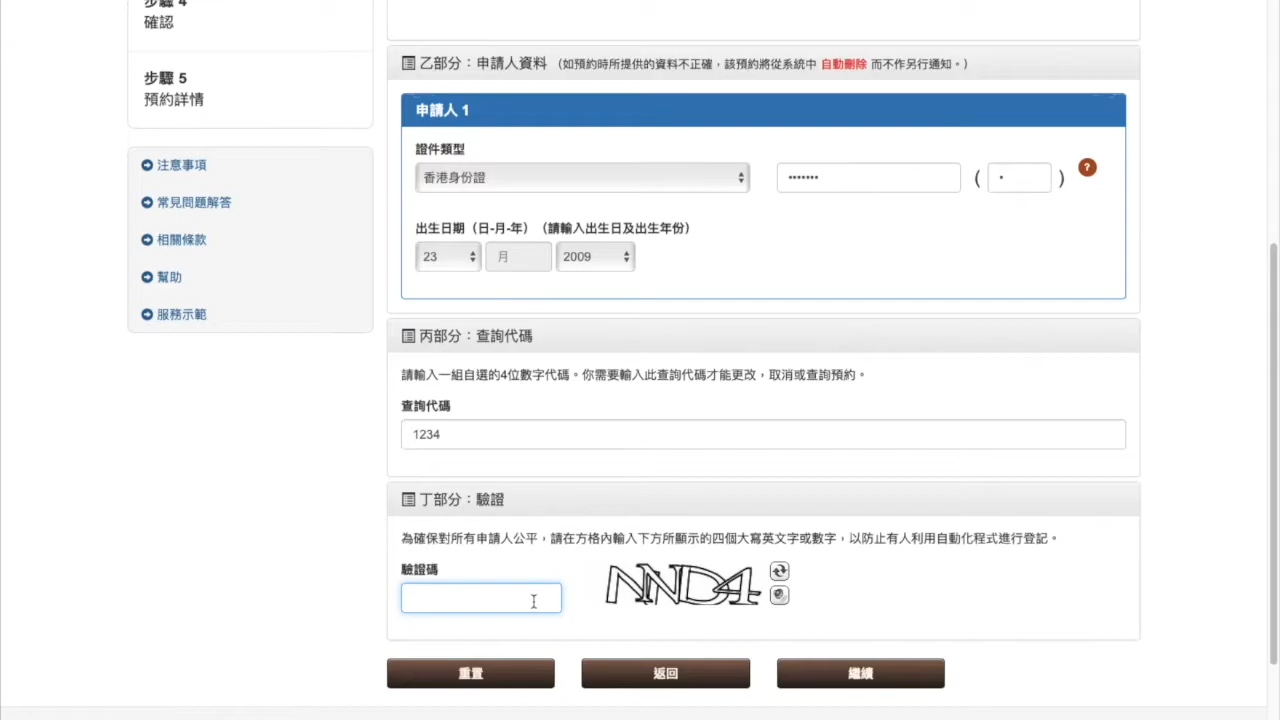 步驟 4
確認
步驟 5
預約詳情
注意事項
常見問題解答
相關條款
幫助
服務示範
乙部分：申請人資料 （如預約時所提供的資料不正確，該預約將從系統中 自動刪除 而不作另行通知。）
申請人 1
證件類型
香港身份證 ••••••• ( • ) ?
出生日期（日-月-年）（請輸入出生日及出生年份）
23 月 2009
丙部分：查詢代碼
請輸入一組自選的4位數字代碼。你需要輸入此查詢代碼才能更改，取消或查詢預約。
查詢代碼
1234
丁部分：驗證
為確保對所有申請人公平，請在方格內輸入下方所顯示的四個大寫英文字或數字，以防止有人利用自動化程式進行登記。
驗證碼
NND4
重置 返回 繼續